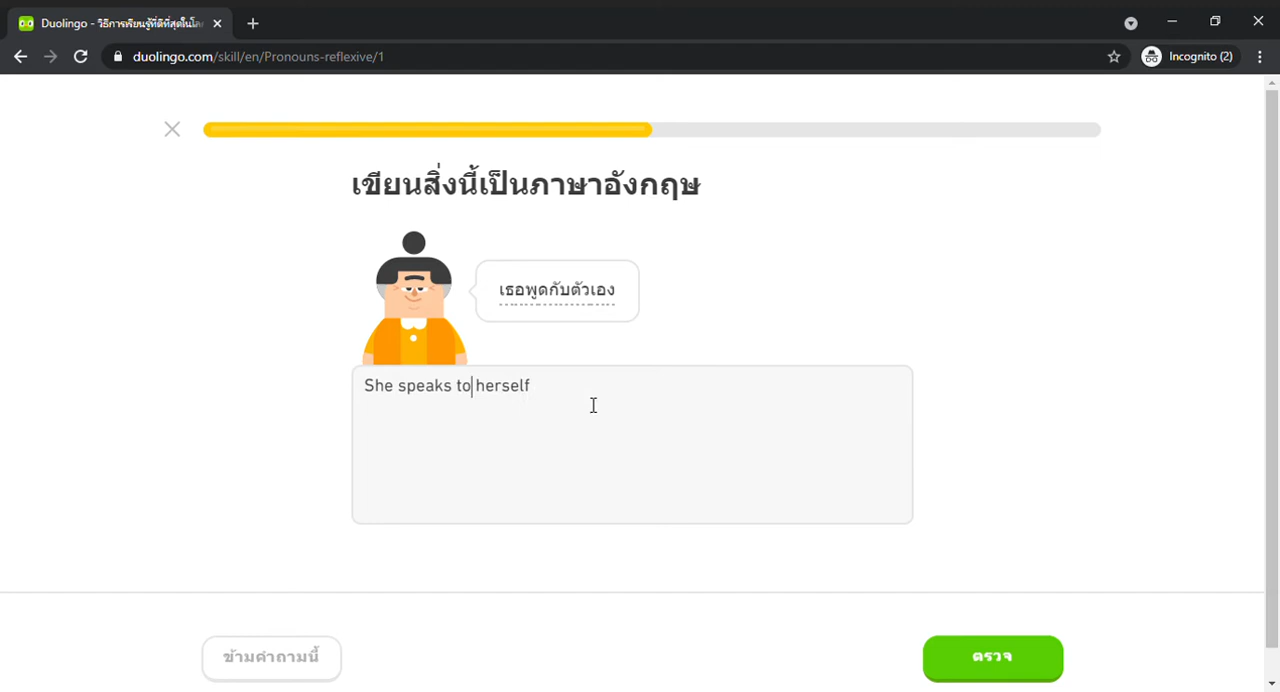 Duolingo - วิธีการเรียนรู้ที่ดีที่สุดในโล
duolingo.com/skill/en/Pronouns-reflexive/1
Incognito (2)
เขียนสิ่งนี้เป็นภาษาอังกฤษ
เธอพูดกับตัวเอง
She speaks to herself
ข้ามคำถามนี้
ตรวจ